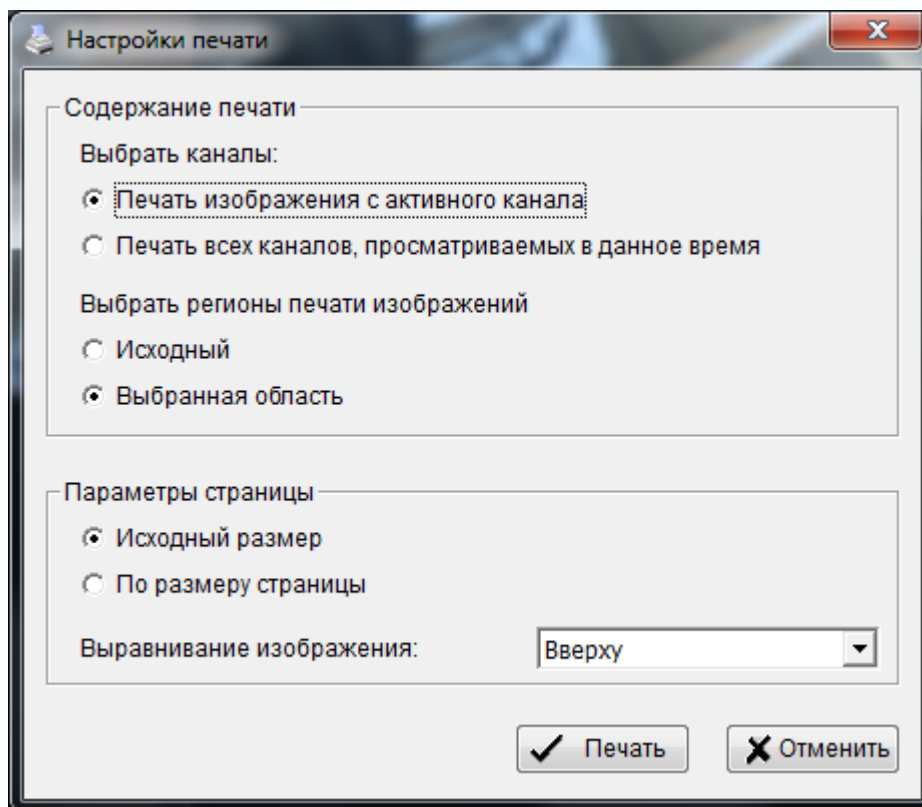 Настройки печати
Содержание печати
Выбрать каналы:
Печать изображения с активного канала
Печать всех каналов, просматриваемых в данное время
Выбрать регионы печати изображений
Исходный
Выбранная область
Параметры страницы
Исходный размер
По размеру страницы
Выравнивание изображения: Вверху
Печать Отменить